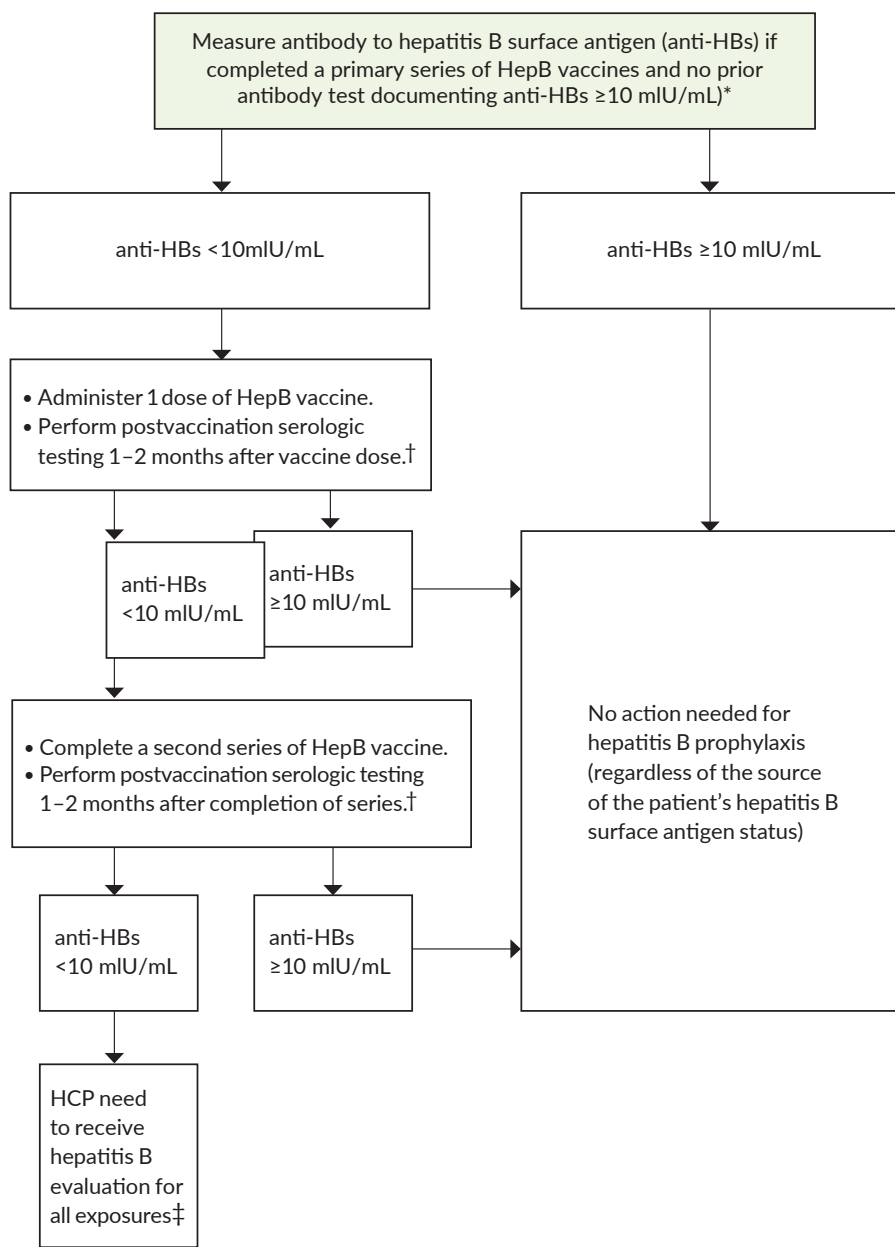 Measure antibody to hepatitis B surface antigen (anti-HBs) if
completed a primary series of HepB vaccines and no prior
antibody test documenting anti-HBs ≥10 mIU/mL)*
anti-HBs <10mIU/mL
anti-HBs ≥10 mIU/mL
• Administer 1 dose of HepB vaccine.
• Perform postvaccination serologic
testing 1–2 months after vaccine dose.†
anti-HBs
<10 mIU/mL
anti-HBs
≥10 mIU/mL
• Complete a second series of HepB vaccine.
• Perform postvaccination serologic testing
1–2 months after completion of series.†
No action needed for
hepatitis B prophylaxis
(regardless of the source
of the patient’s hepatitis B
surface antigen status)
anti-HBs
<10 mIU/mL
anti-HBs
≥10 mIU/mL
HCP need
to receive
hepatitis B
evaluation for
all exposures‡